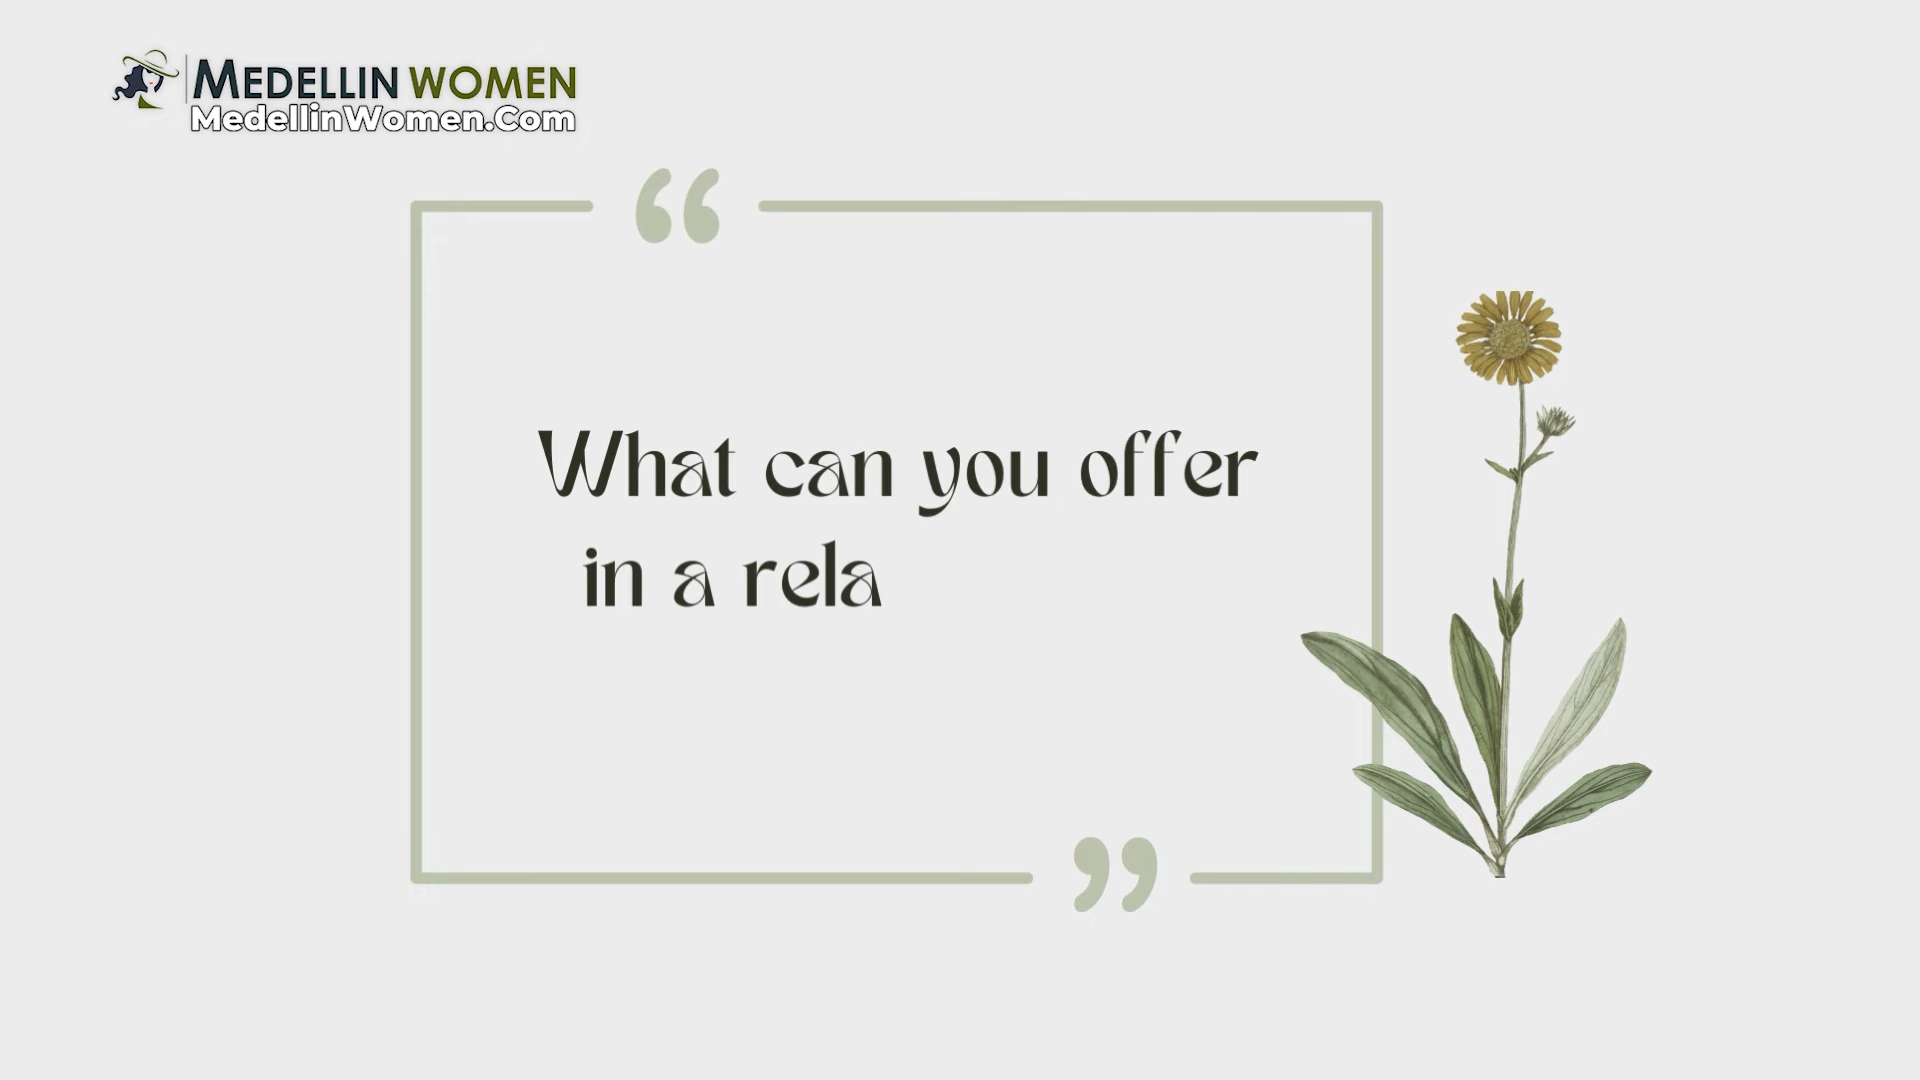 MEDELLIN WOMEN
MedellinWomen.Com
“
What can you offer
in a rela
”